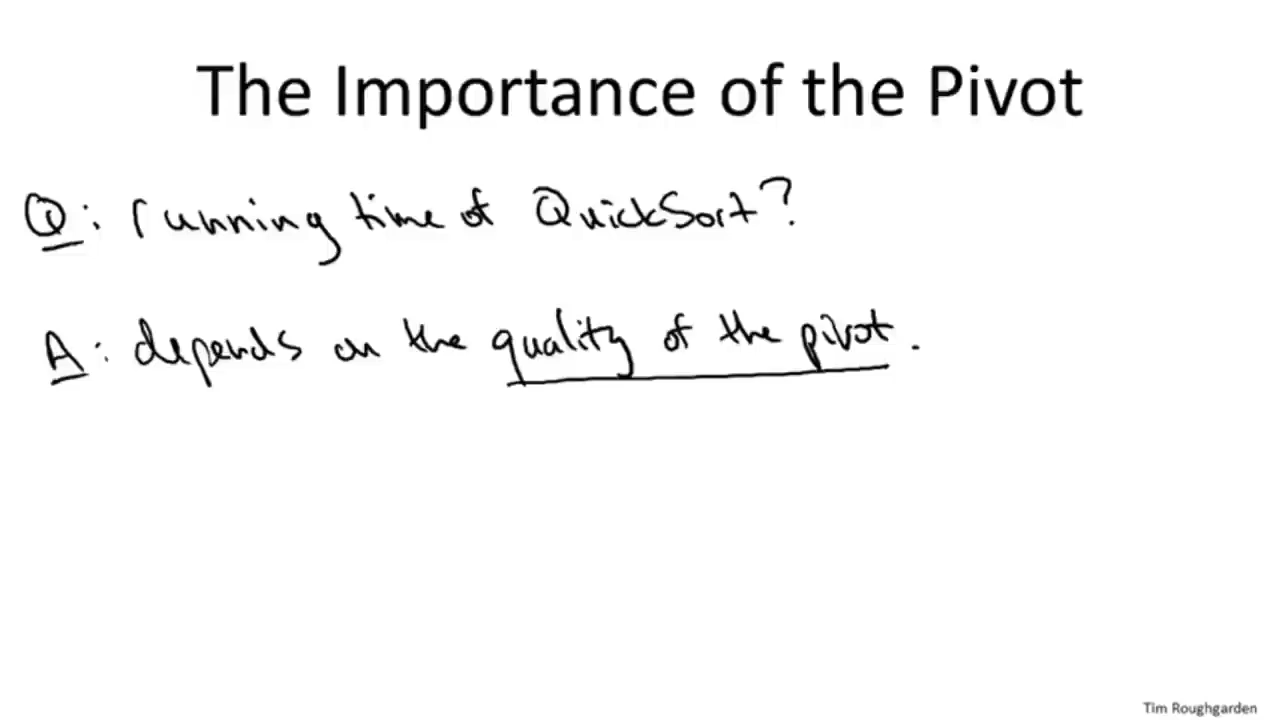 The Importance of the Pivot
Q: running time of QuickSort?
A: depends on the quality of the pivot.
Tim Roughgarden